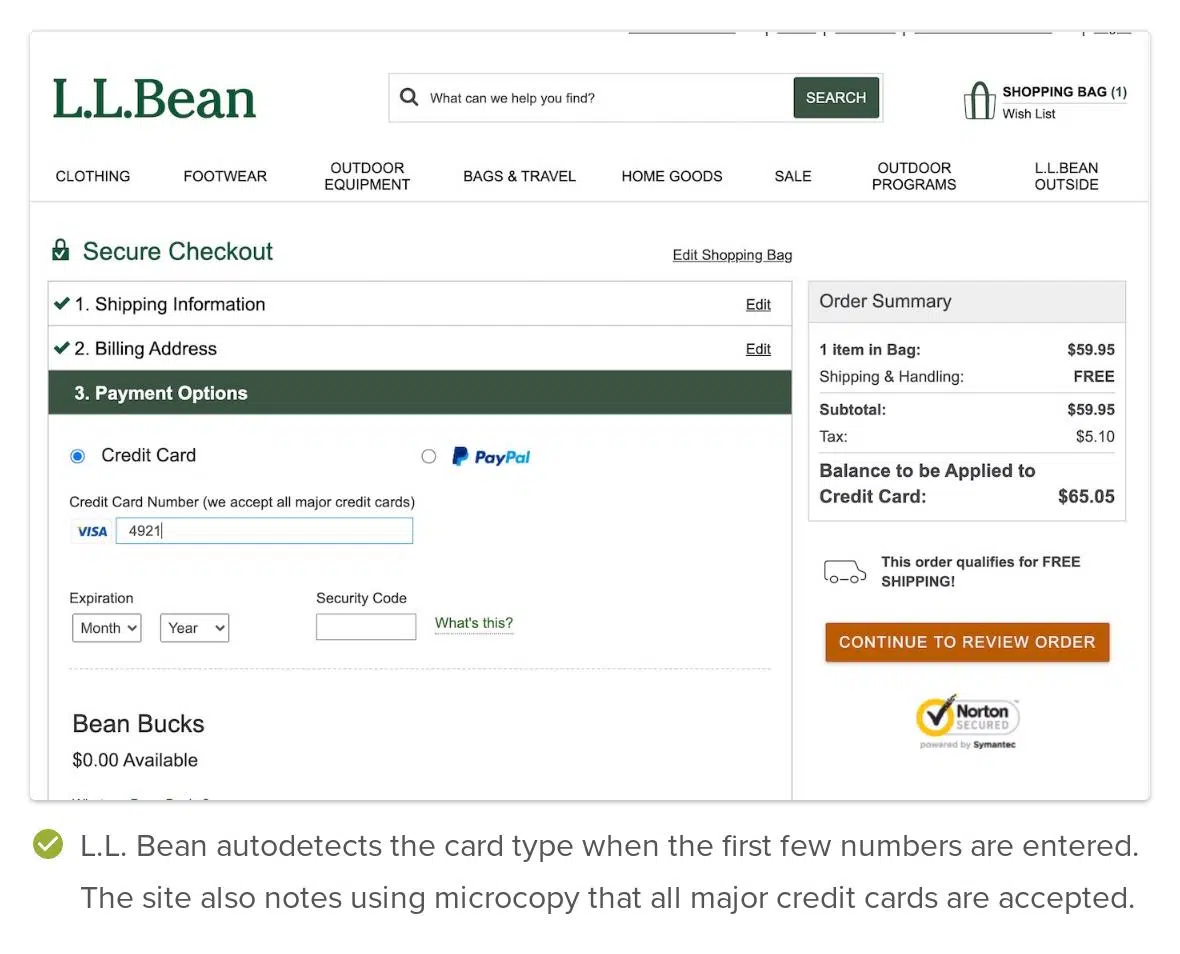 L.L.Bean
What can we help you find?
SEARCH
SHOPPING BAG (1)
Wish List
CLOTHING
FOOTWEAR
OUTDOOR
EQUIPMENT
BAGS & TRAVEL
HOME GOODS
SALE
OUTDOOR
PROGRAMS
L.L.BEAN
OUTSIDE
Secure Checkout
Edit Shopping Bag
1. Shipping Information
Edit
2. Billing Address
Edit
3. Payment Options
Credit Card
PayPal
Credit Card Number (we accept all major credit cards)
VISA
4921
Expiration
Security Code
Month
Year
What's this?
Bean Bucks
$0.00 Available
Order Summary
1 item in Bag: $59.95
Shipping & Handling: FREE
Subtotal: $59.95
Tax: $5.10
Balance to be Applied to
Credit Card: $65.05
This order qualifies for FREE
SHIPPING!
CONTINUE TO REVIEW ORDER
Norton
SECURED
powered by Symantec
L.L. Bean autodetects the card type when the first few numbers are entered.
The site also notes using microcopy that all major credit cards are accepted.